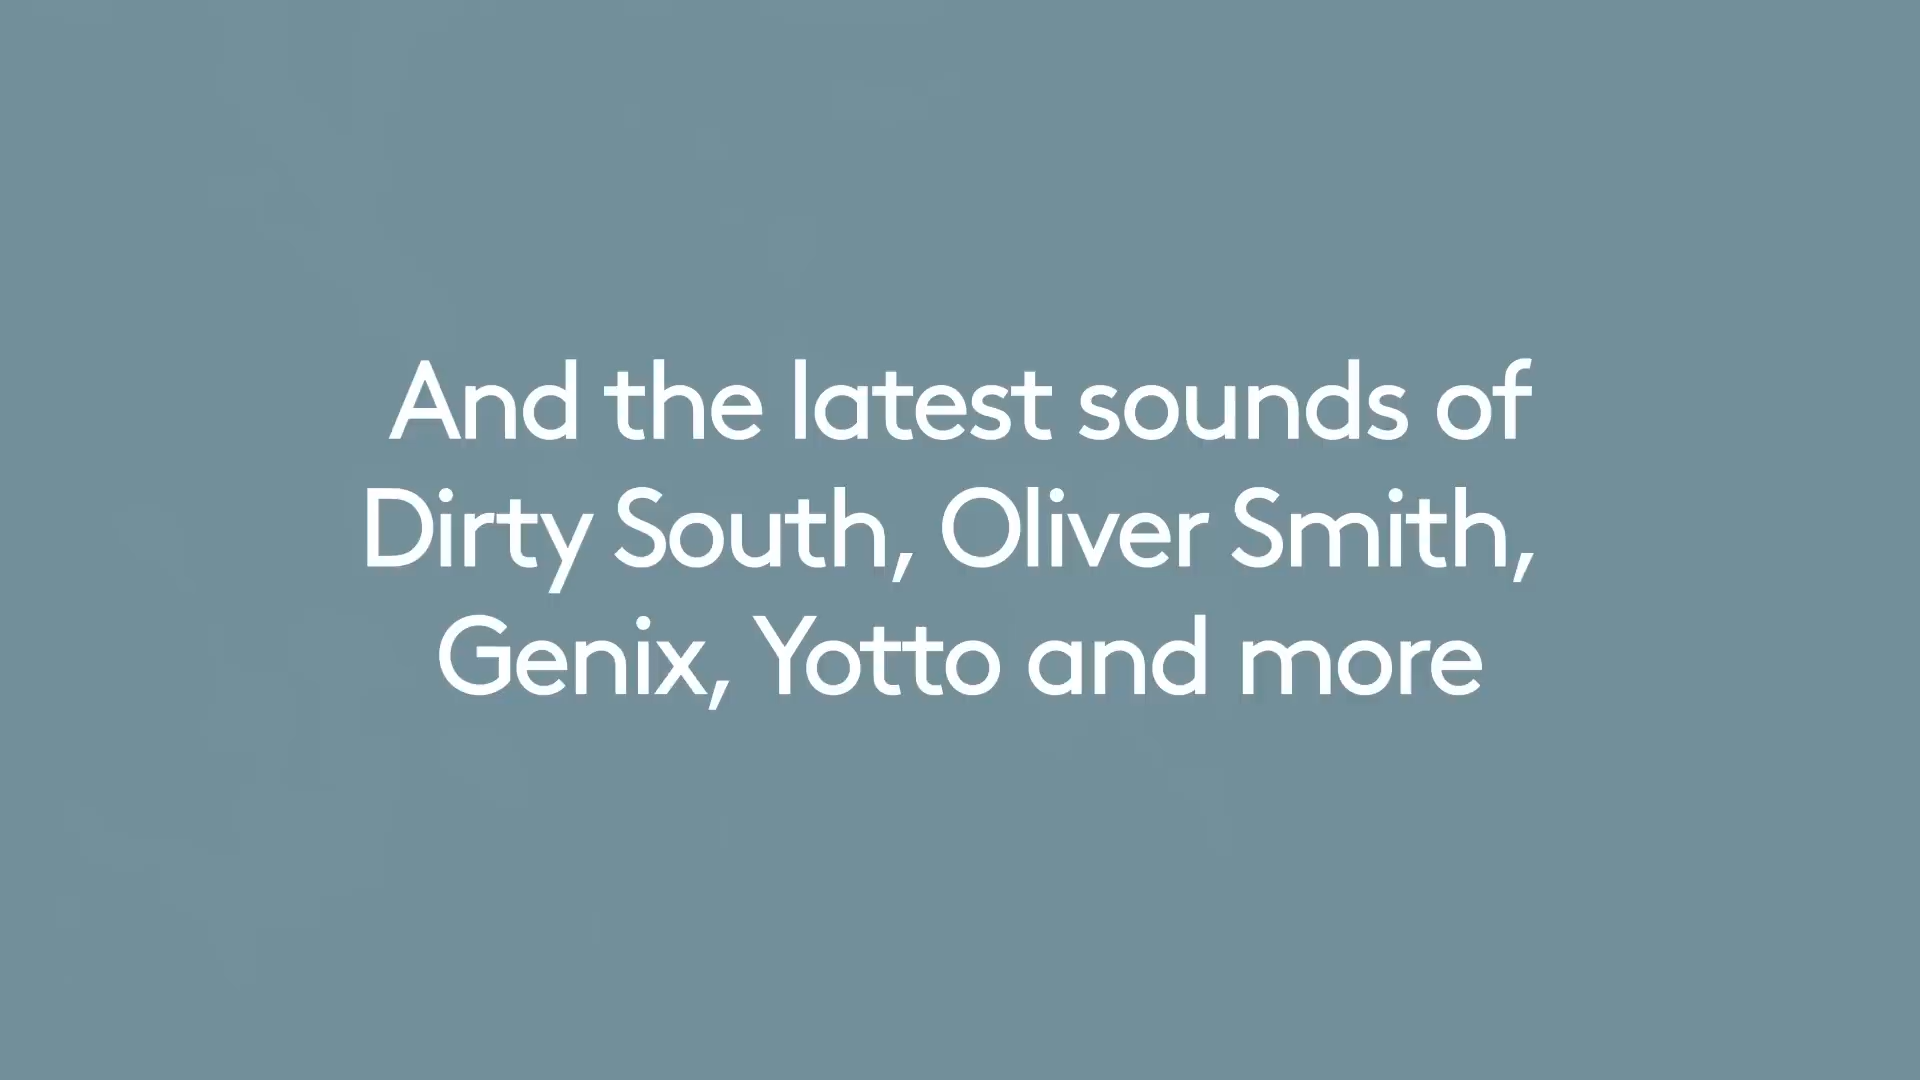 And the latest sounds of
Dirty South, Oliver Smith,
Genix, Yotto and more